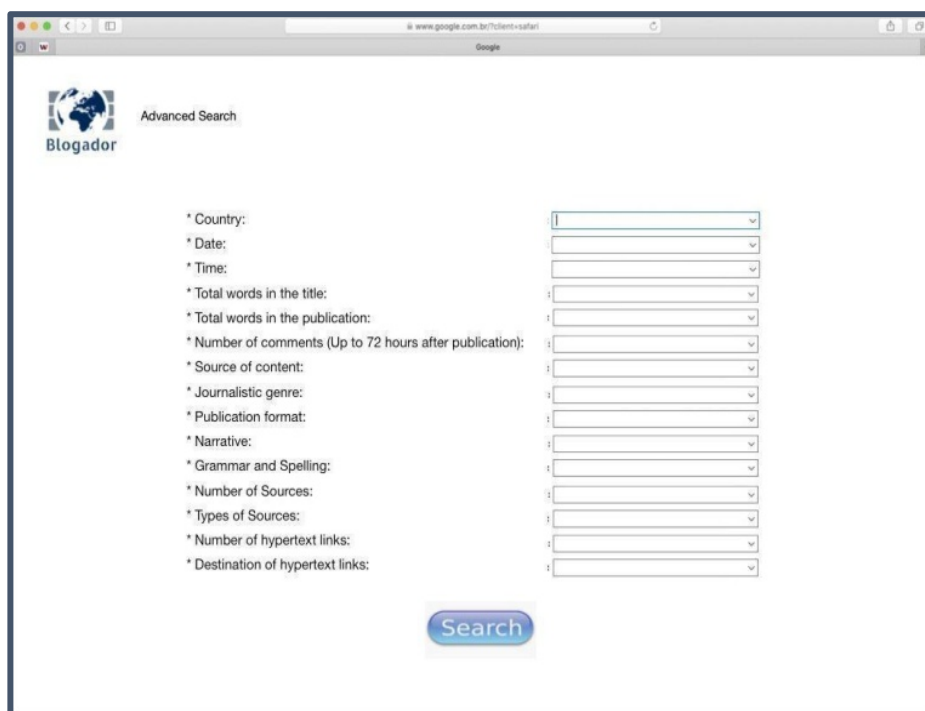 www.google.com.br/?client=safari
W
Google
Advanced Search
Blogador
* Country:
* Date:
* Time:
* Total words in the title: :
* Total words in the publication: :
* Number of comments (Up to 72 hours after publication): :
* Source of content: :
* Journalistic genre: :
* Publication format: :
* Narrative: :
* Grammar and Spelling: :
* Number of Sources: :
* Types of Sources: :
* Number of hypertext links: :
* Destination of hypertext links: :
Search